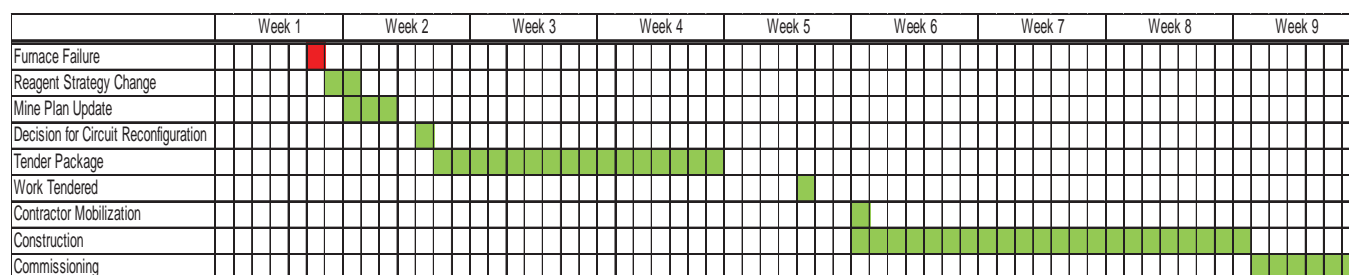 Week 1 Week 2 Week 3 Week 4 Week 5 Week 6 Week 7 Week 8 Week 9
Furnace Failure
Reagent Strategy Change
Mine Plan Update
Decision for Circuit Reconfiguration
Tender Package
Work Tendered
Contractor Mobilization
Construction
Commissioning